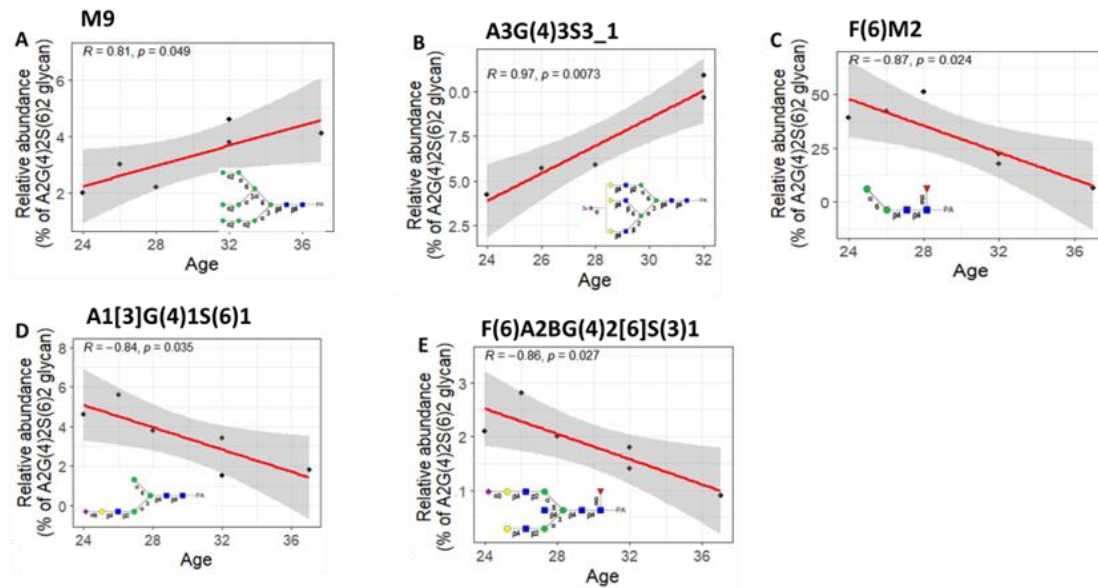 M9
A
R = 0.81, p = 0.049
Relative abundance
(% of A2G(4)2S(6)2 glycan)
6
4
2
24
28
32
36
Age
A3G(4)3S3_1
B
R = 0.97, p = 0.0073
Relative abundance
(% of A2G(4)2S(6)2 glycan)
0.0
7.5
5.0
2.5
24
26
28
30
32
Age
F(6)M2
C
R = −0.87, p = 0.024
Relative abundance
(% of A2G(4)2S(6)2 glycan)
50
25
0
24
28
32
36
Age
PA
A1[3]G(4)1S(6)1
D
R = −0.84, p = 0.035
Relative abundance
(% of A2G(4)2S(6)2 glycan)
8
6
4
2
0
24
28
32
36
Age
PA
F(6)A2BG(4)2[6]S(3)1
E
R = −0.86, p = 0.027
Relative abundance
(% of A2G(4)2S(6)2 glycan)
3
2
1
24
28
32
36
Age
PA